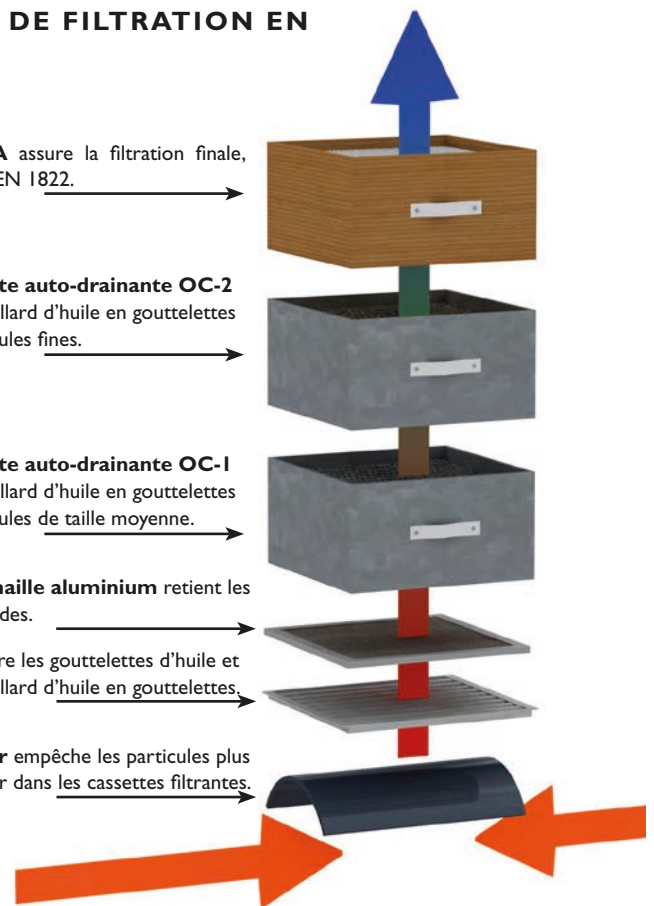 DE FILTRATION EN
A assure la filtration finale,
EN 1822.
te auto-drainante OC-2
llard d’huile en gouttelettes
ules fines.
te auto-drainante OC-1
llard d’huile en gouttelettes
ules de taille moyenne.
naille aluminium retient les
des.
re les gouttelettes d’huile et
llard d’huile en gouttelettes.
r empêche les particules plus
r dans les cassettes filtrantes.